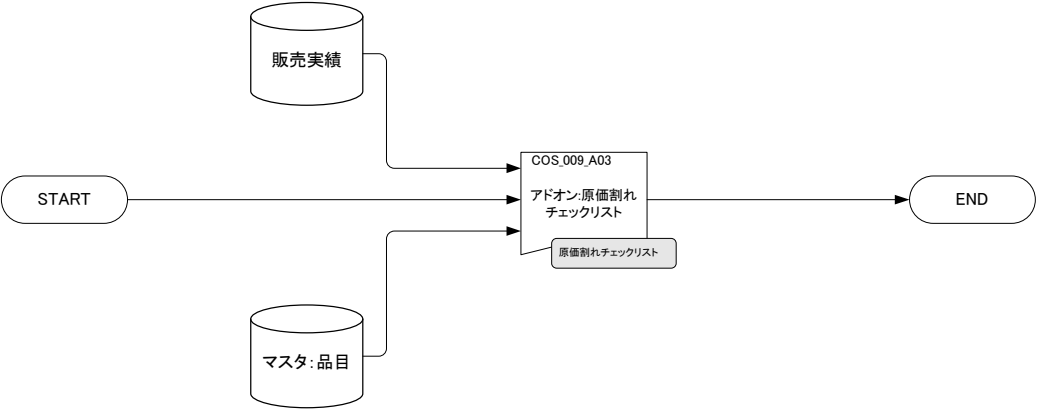 販売実績
COS_009_A03
START
アドオン:原価割れ
チェックリスト
END
原価割れチェックリスト
マスタ:品目